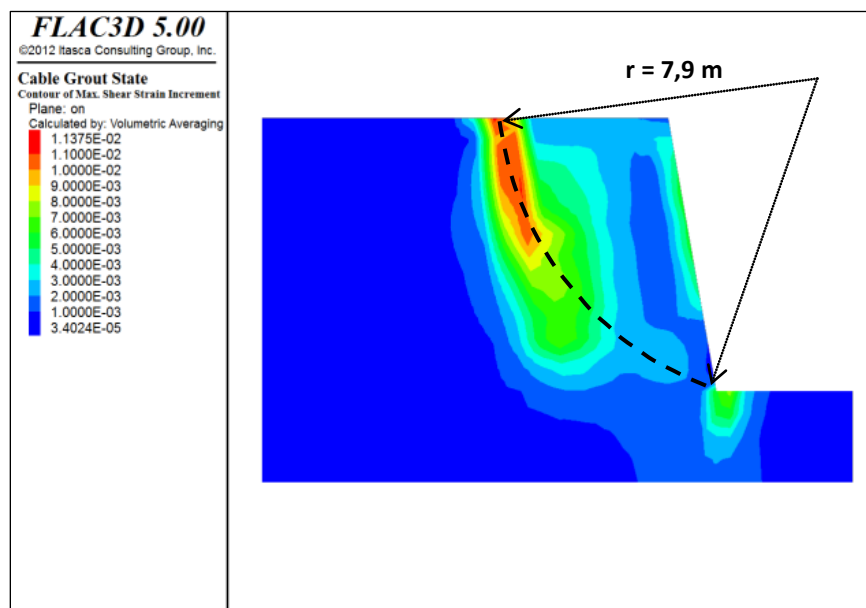 FLAC3D 5.00
©2012 Itasca Consulting Group, Inc.
Cable Grout State
Contour of Max. Shear Strain Increment
Plane: on
Calculated by: Volumetric Averaging
1.1375E-02
1.1000E-02
1.0000E-02
9.0000E-03
8.0000E-03
7.0000E-03
6.0000E-03
5.0000E-03
4.0000E-03
3.0000E-03
2.0000E-03
1.0000E-03
3.4024E-05
r = 7,9 m